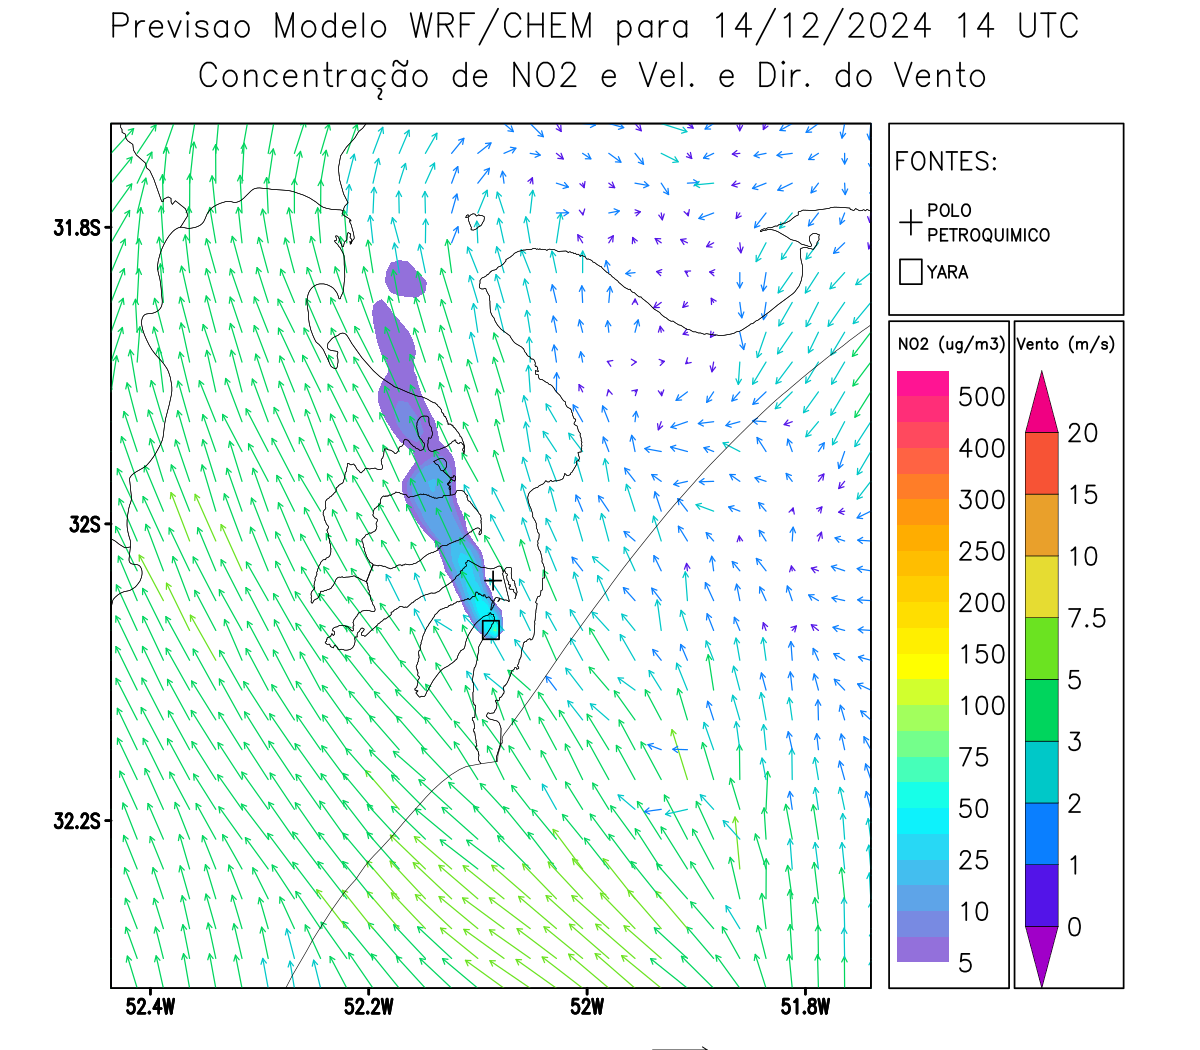 Previsao Modelo WRF/CHEM para 14/12/2024 14 UTC
Concentração de NO2 e Vel. e Dir. do Vento
FONTES:
POLO
PETROQUIMICO
YARA
31.8S
32S
32.2S
52.4W
52.2W
52W
51.8W
NO2 (ug/m3)
500
400
300
250
200
150
100
75
50
25
10
5
Vento (m/s)
20
15
10
7.5
5
3
2
1
0